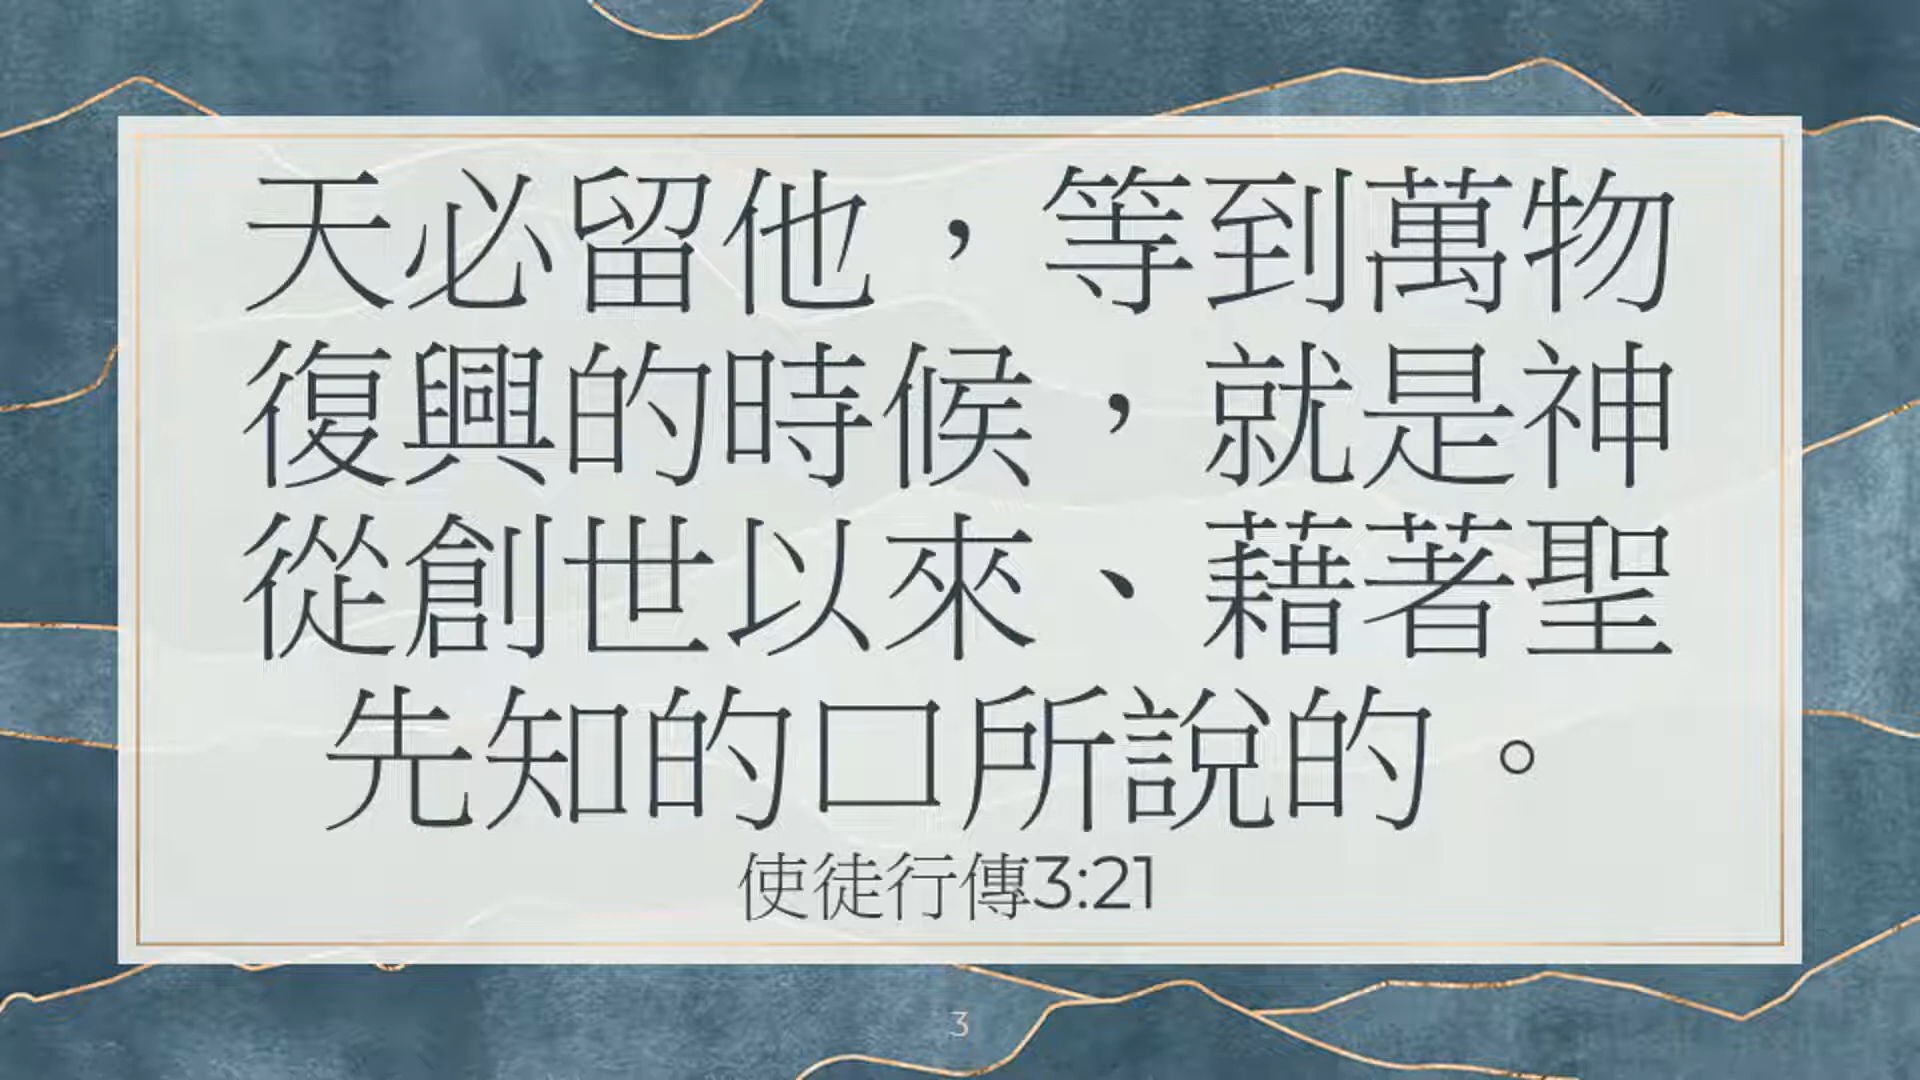 天必留他，等到萬物
復興的時候，就是神
從創世以來、藉著聖
先知的口所說的。
使徒行傳3:21
3